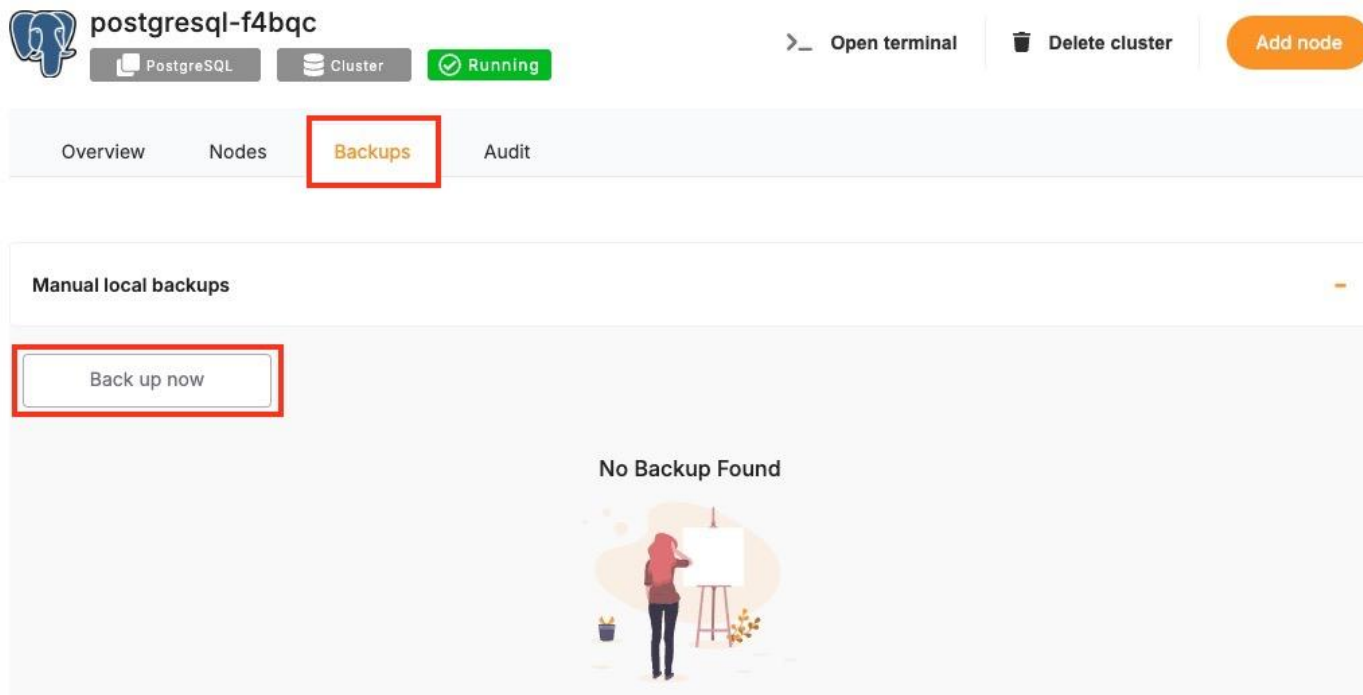 postgresql-f4bqc
PostgreSQL Cluster Running
>_ Open terminal Delete cluster Add node
Overview Nodes Backups Audit
Manual local backups
Back up now
No Backup Found